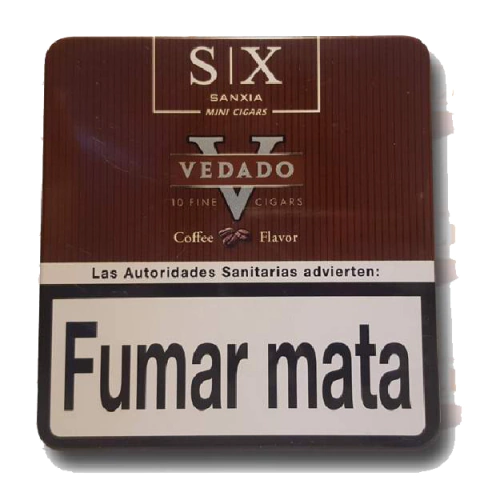 S|X
SANXIA
MINI CIGARS
V
VEDADO
10 FINE CIGARS
Coffee Flavor
Las Autoridades Sanitarias advierten:
Fumar mata